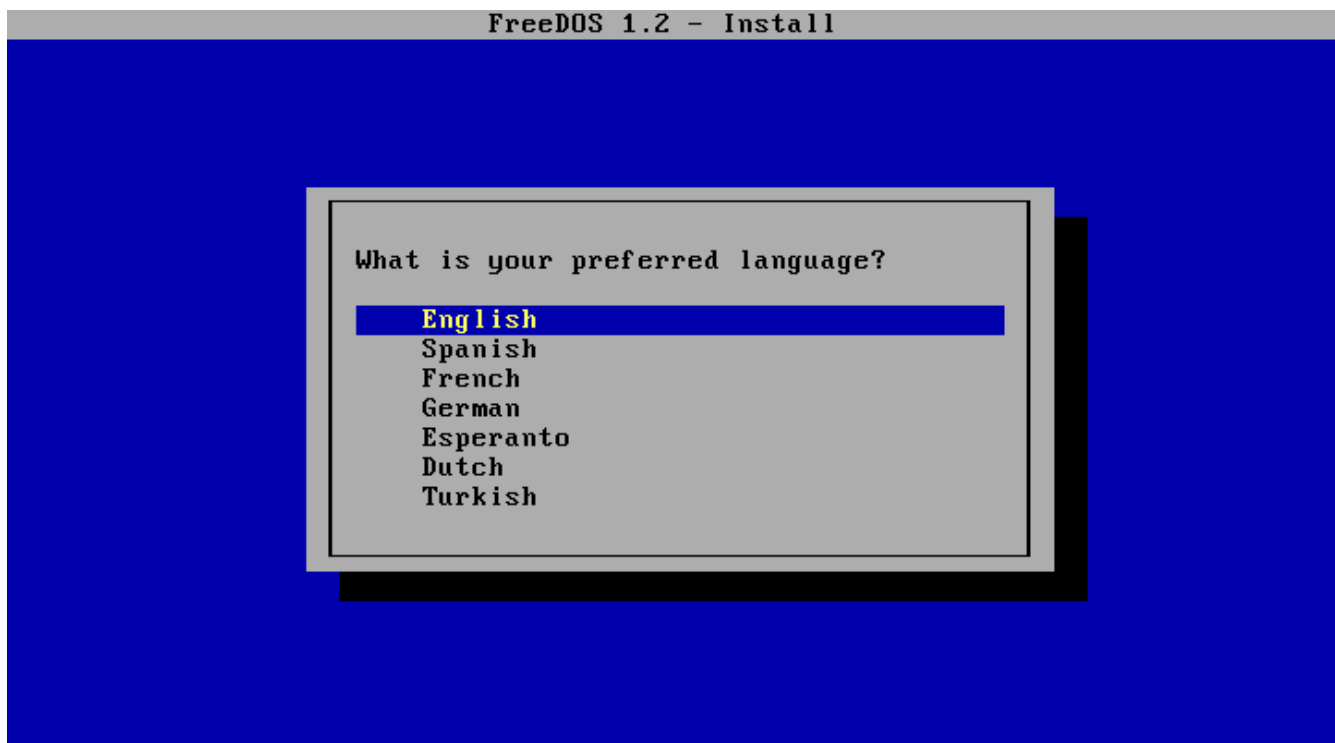 FreeDOS 1.2 - Install
What is your preferred language?
English
Spanish
French
German
Esperanto
Dutch
Turkish